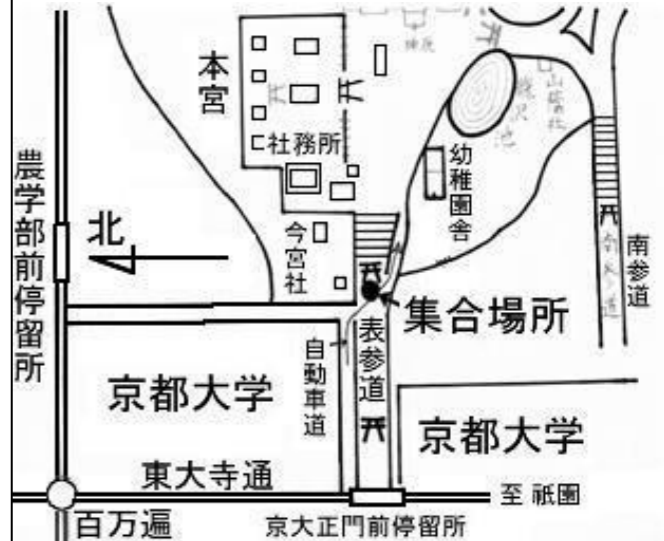 本宮
社務所
山蔭社
幼稚園舎
農学部前停留所
北
今宮社
南参道
集合場所
表参道
自動車道
京都大学
京都大学
東大寺通
至 祇園
百万遍
京大正門前停留所